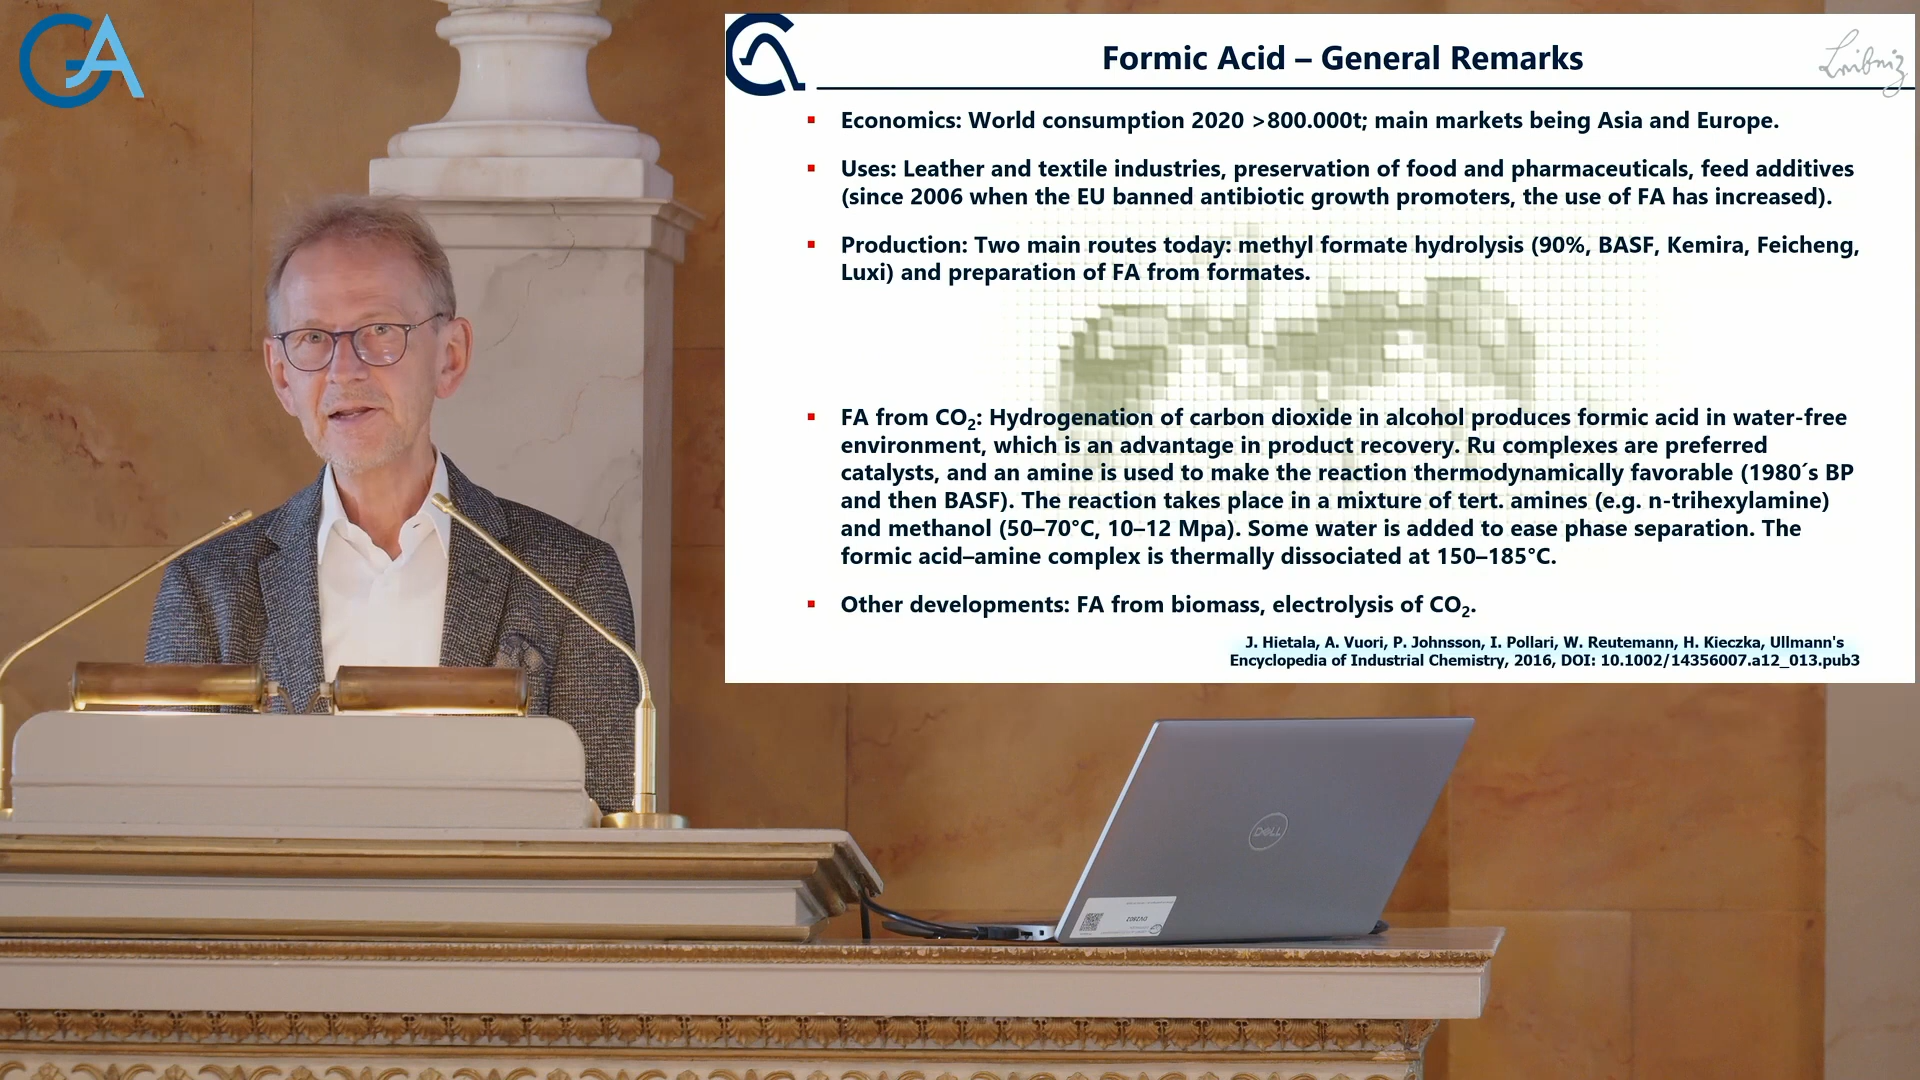 GA
Formic Acid – General Remarks
Leibniz
Economics: World consumption 2020 >800.000t; main markets being Asia and Europe.
Uses: Leather and textile industries, preservation of food and pharmaceuticals, feed additives
(since 2006 when the EU banned antibiotic growth promoters, the use of FA has increased).
Production: Two main routes today: methyl formate hydrolysis (90%, BASF, Kemira, Feicheng,
Luxi) and preparation of FA from formates.
FA from CO₂: Hydrogenation of carbon dioxide in alcohol produces formic acid in water-free
environment, which is an advantage in product recovery. Ru complexes are preferred
catalysts, and an amine is used to make the reaction thermodynamically favorable (1980´s BP
and then BASF). The reaction takes place in a mixture of tert. amines (e.g. n-trihexylamine)
and methanol (50–70°C, 10–12 Mpa). Some water is added to ease phase separation. The
formic acid–amine complex is thermally dissociated at 150–185°C.
Other developments: FA from biomass, electrolysis of CO₂.
J. Hietala, A. Vuori, P. Johnsson, I. Pollari, W. Reutemann, H. Kieczka, Ullmann's
Encyclopedia of Industrial Chemistry, 2016, DOI: 10.1002/14356007.a12_013.pub3
DELL